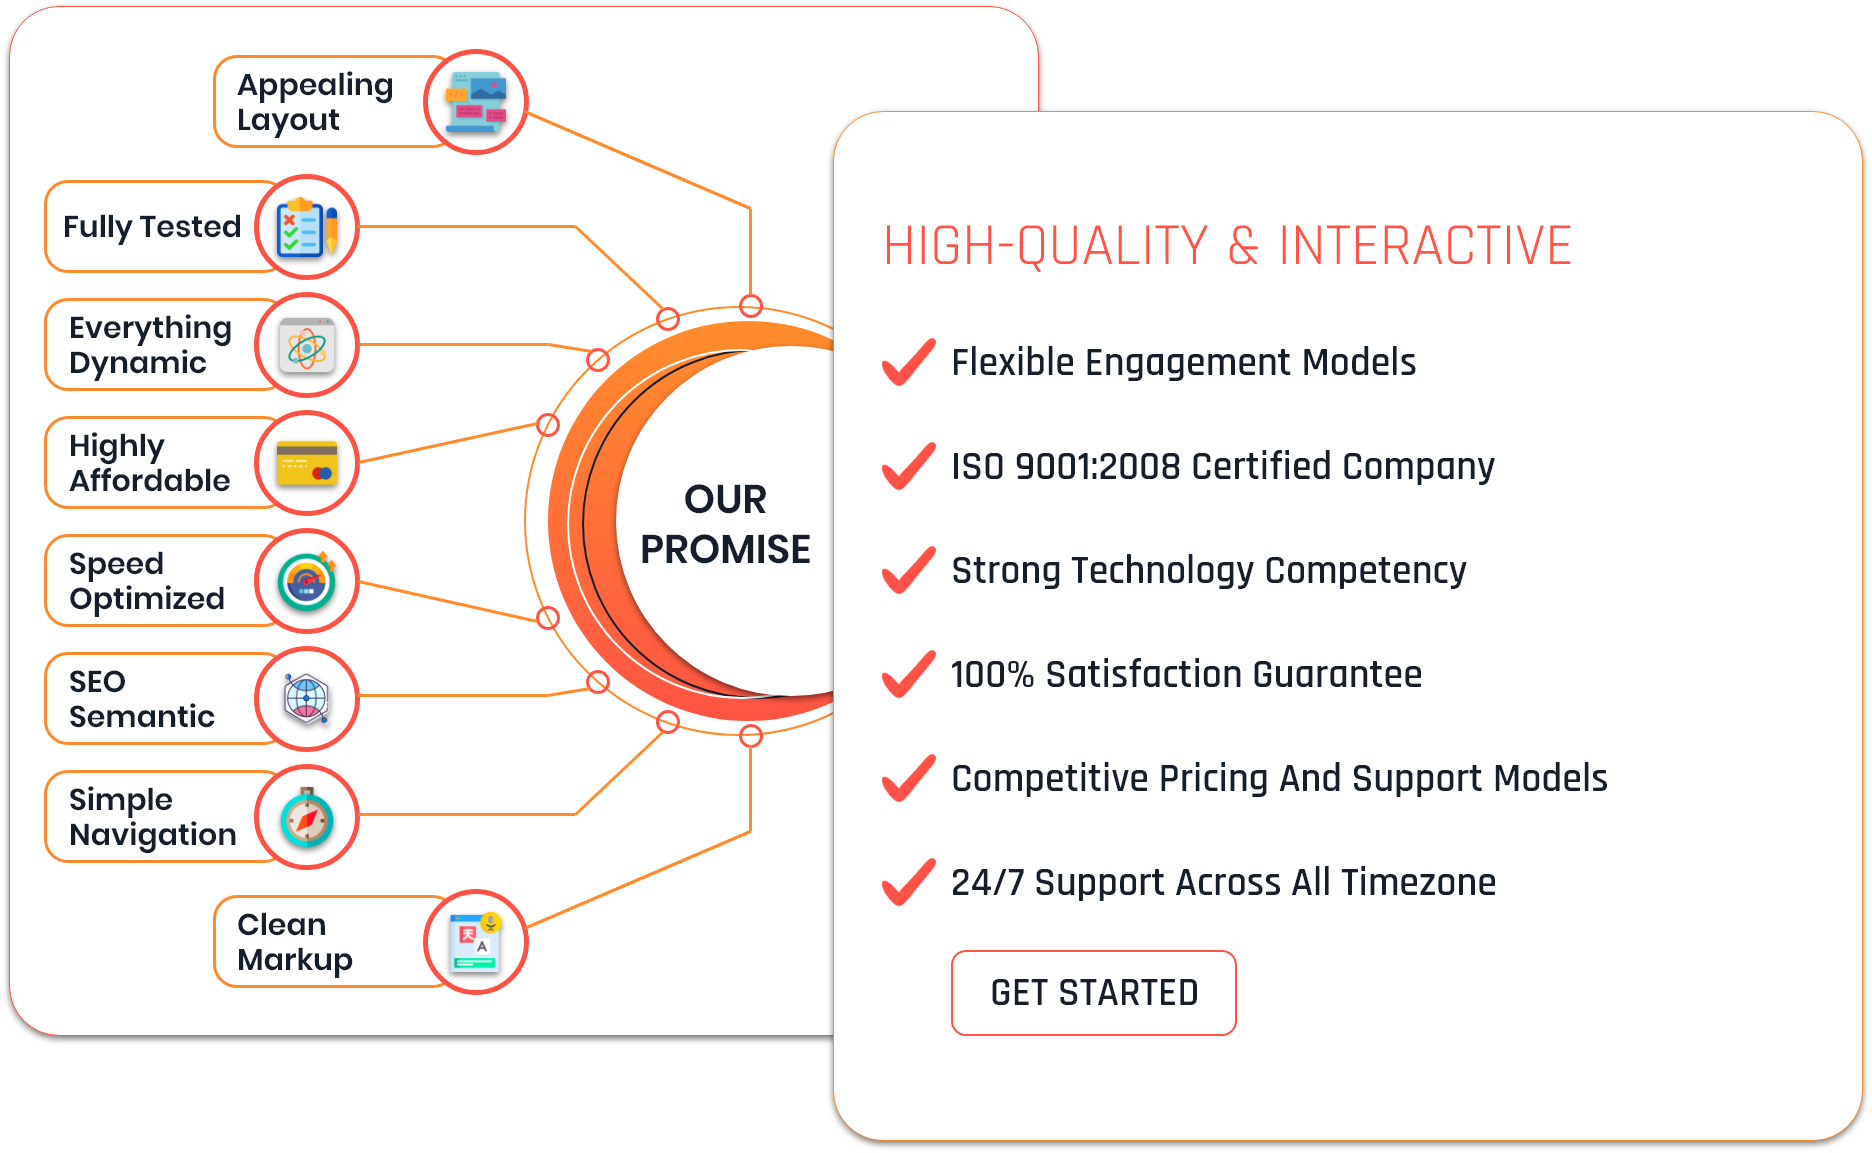 Appealing
Layout
Fully Tested
Everything
Dynamic
Highly
Affordable
Speed
Optimized
SEO
Semantic
Simple
Navigation
Clean
Markup
OUR
PROMISE
HIGH-QUALITY & INTERACTIVE
Flexible Engagement Models
ISO 9001:2008 Certified Company
Strong Technology Competency
100% Satisfaction Guarantee
Competitive Pricing And Support Models
24/7 Support Across All Timezone
GET STARTED